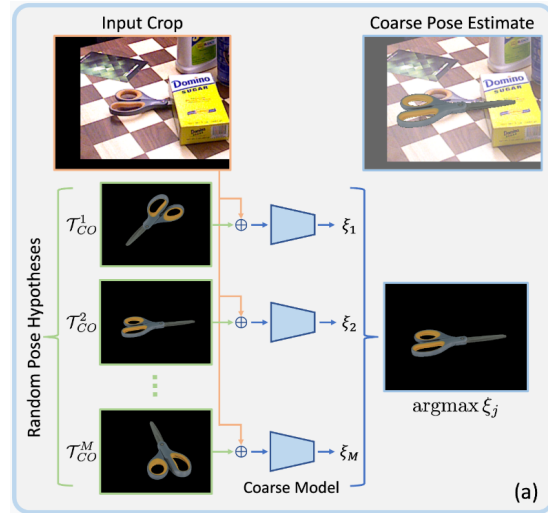 Input Crop
Coarse Pose Estimate
Domino
SUGAR
Domino
SUGAR
Random Pose Hypotheses
𝒯¹_CO
ξ₁
𝒯²_CO
ξ₂
argmax ξⱼ
𝒯ᴹ_CO
ξ_M
Coarse Model
(a)